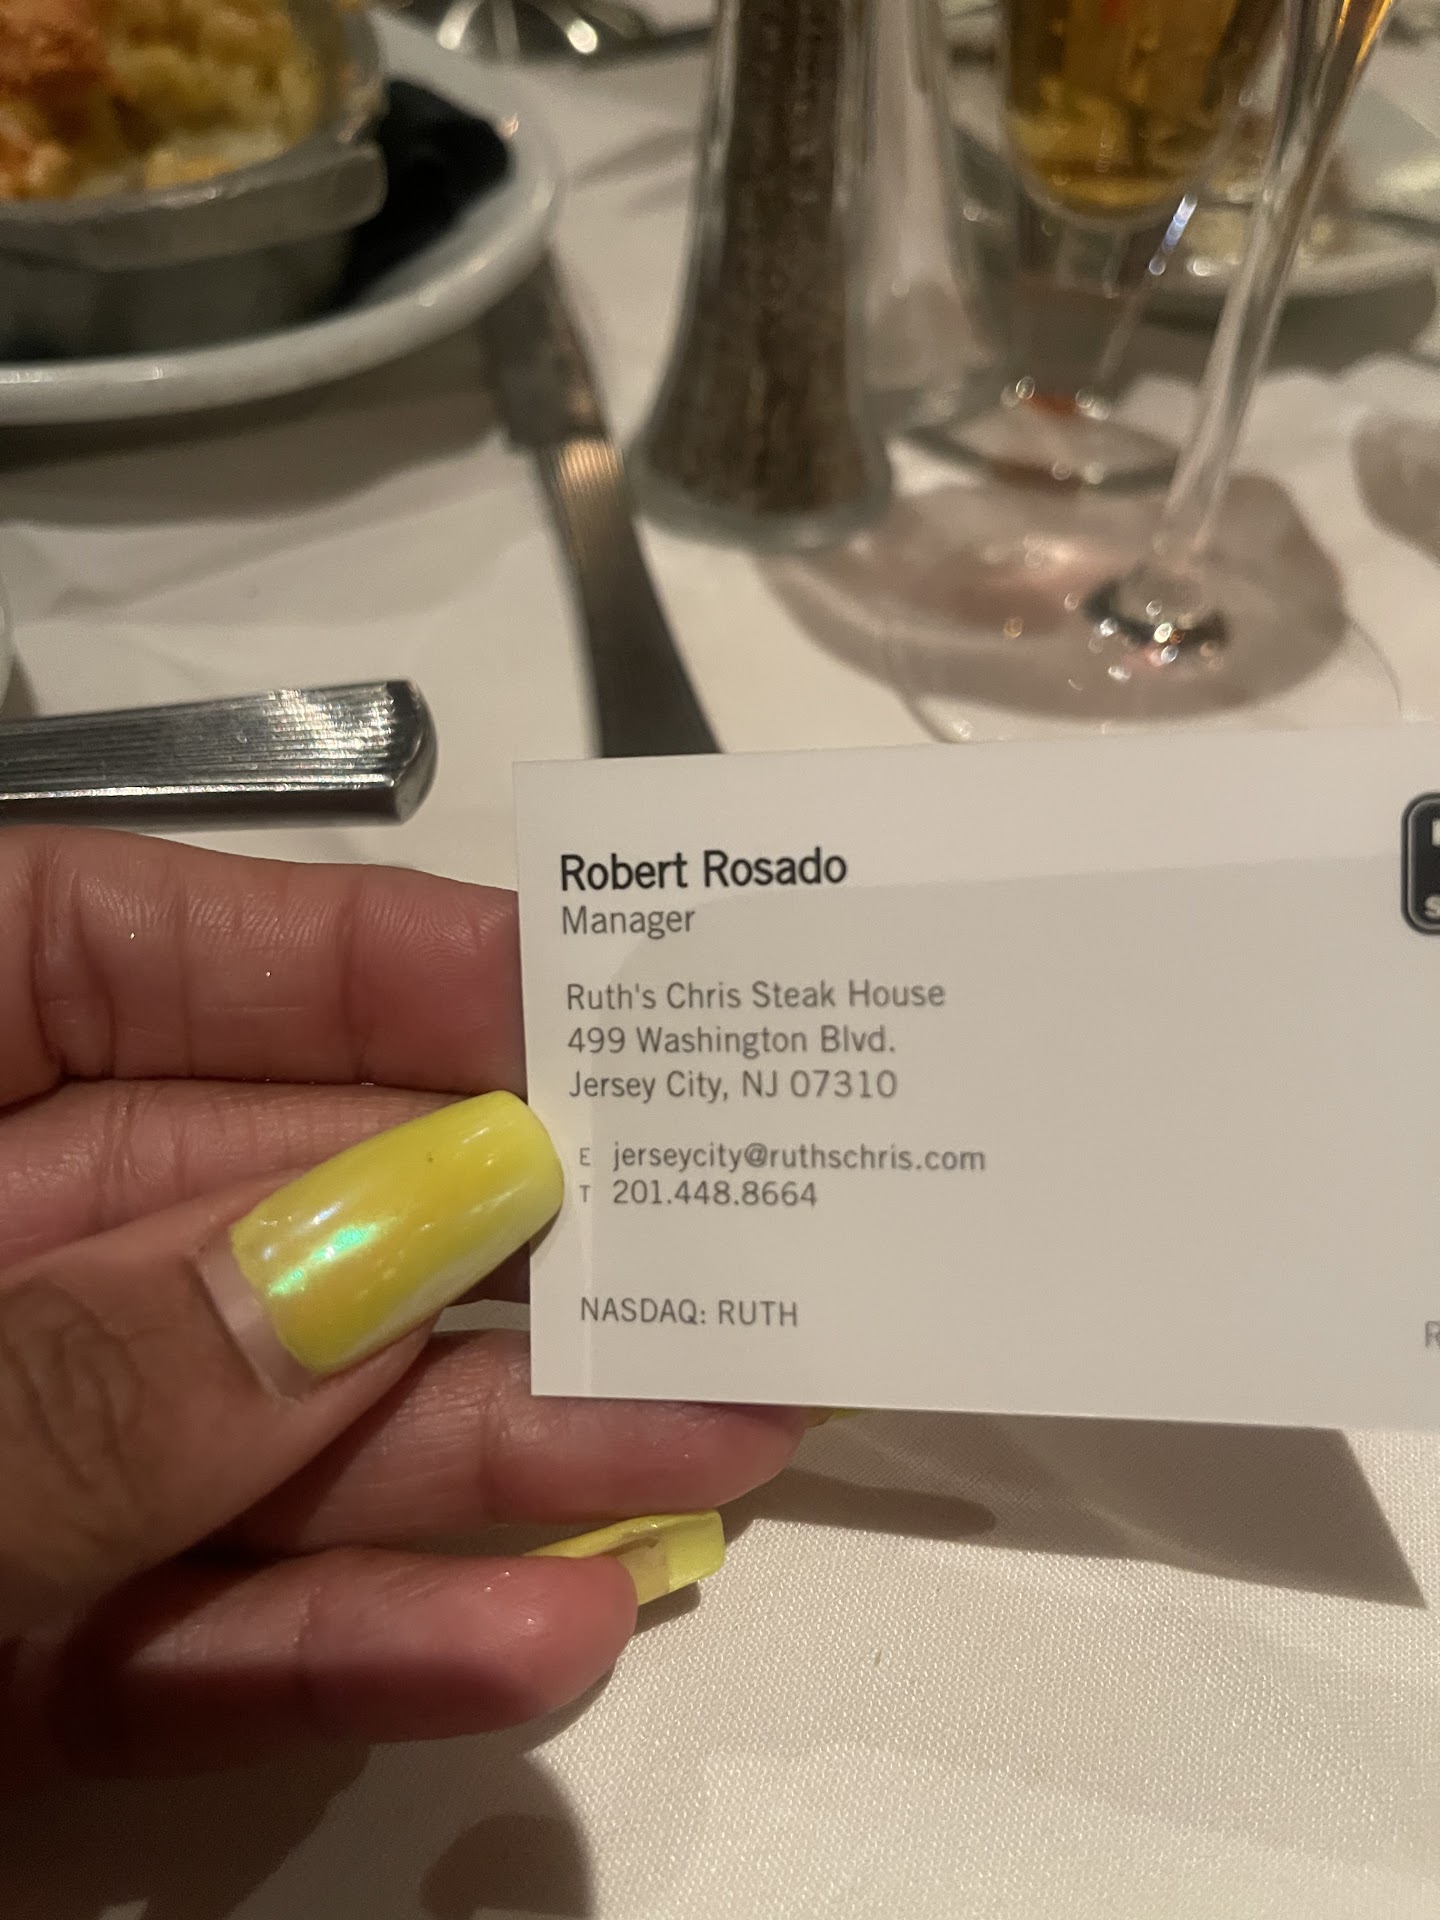 Robert Rosado
Manager
Ruth's Chris Steak House
499 Washington Blvd.
Jersey City, NJ 07310
E jerseycity@ruthschris.com
T 201.448.8664
NASDAQ: RUTH